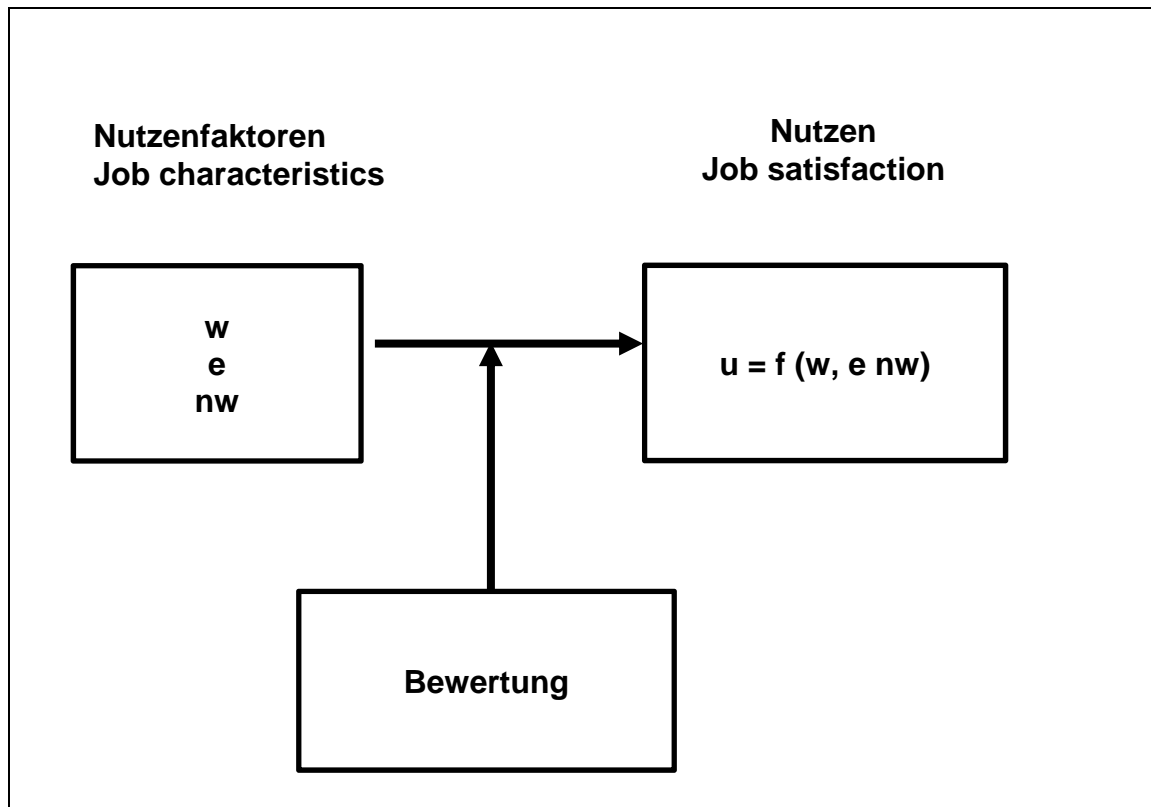 Nutzenfaktoren
Job characteristics
Nutzen
Job satisfaction
w
e
nw
u = f (w, e nw)
Bewertung